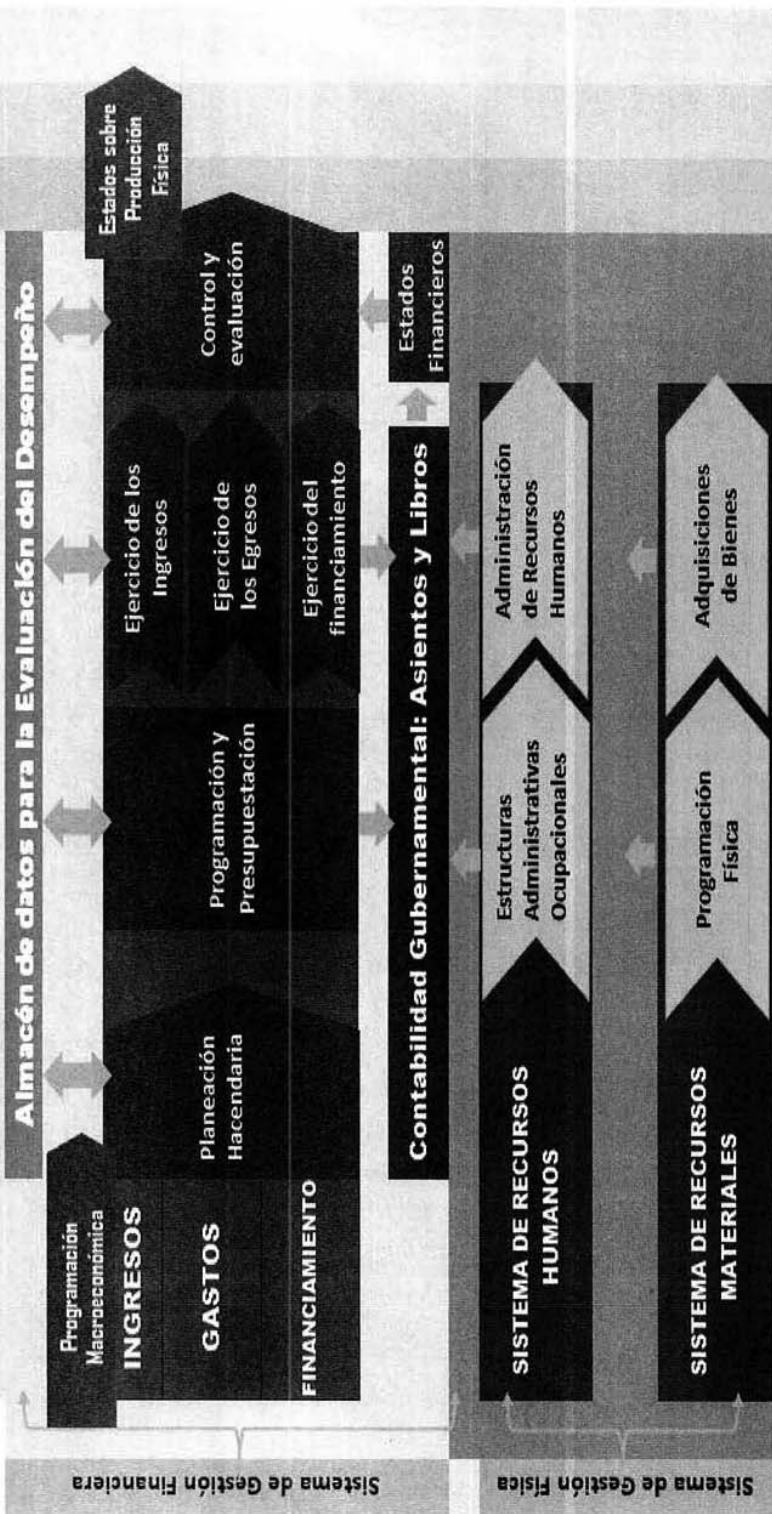 Almacén de datos para la Evaluación del Desempeño
Programación
Macroeconómica
INGRESOS
GASTOS
FINANCIAMIENTO
Planeación
Hacendaria
Programación y
Presupuestación
Ejercicio de los
Ingresos
Ejercicio de
los Egresos
Ejercicio del
financiamiento
Control y
evaluación
Estados sobre
Producción
Física
Contabilidad Gubernamental: Asientos y Libros
Estados
Financieros
Sistema de Gestión Financiera
SISTEMA DE RECURSOS
HUMANOS
Estructuras
Administrativas
Ocupacionales
Administración
de Recursos
Humanos
SISTEMA DE RECURSOS
MATERIALES
Programación
Física
Adquisiciones
de Bienes
Sistema de Gestión Física